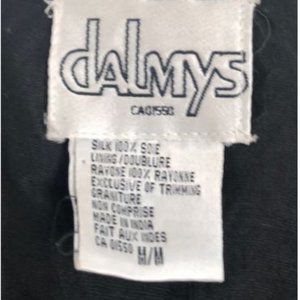 dalmys
CA01550
SILK 100% SOIE
LINING/DOUBLURE
RAYONE 100% RAYONNE
EXCLUSIVE OF TRIMMING
GRANITURE
NON COMPRISE
MADE IN INDIA
FAIT AUX INDES
CA 01550 M/M